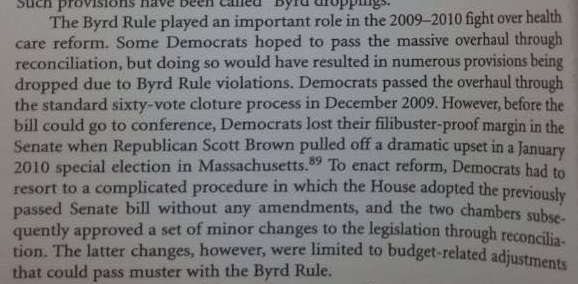 Such provisions have been called "Byrd droppings."
The Byrd Rule played an important role in the 2009–2010 fight over health
care reform. Some Democrats hoped to pass the massive overhaul through
reconciliation, but doing so would have resulted in numerous provisions being
dropped due to Byrd Rule violations. Democrats passed the overhaul through
the standard sixty-vote cloture process in December 2009. However, before the
bill could go to conference, Democrats lost their filibuster-proof margin in the
Senate when Republican Scott Brown pulled off a dramatic upset in a January
2010 special election in Massachusetts.⁸⁹ To enact reform, Democrats had to
resort to a complicated procedure in which the House adopted the previously
passed Senate bill without any amendments, and the two chambers subse-
quently approved a set of minor changes to the legislation through reconcilia-
tion. The latter changes, however, were limited to budget-related adjustments
that could pass muster with the Byrd Rule.